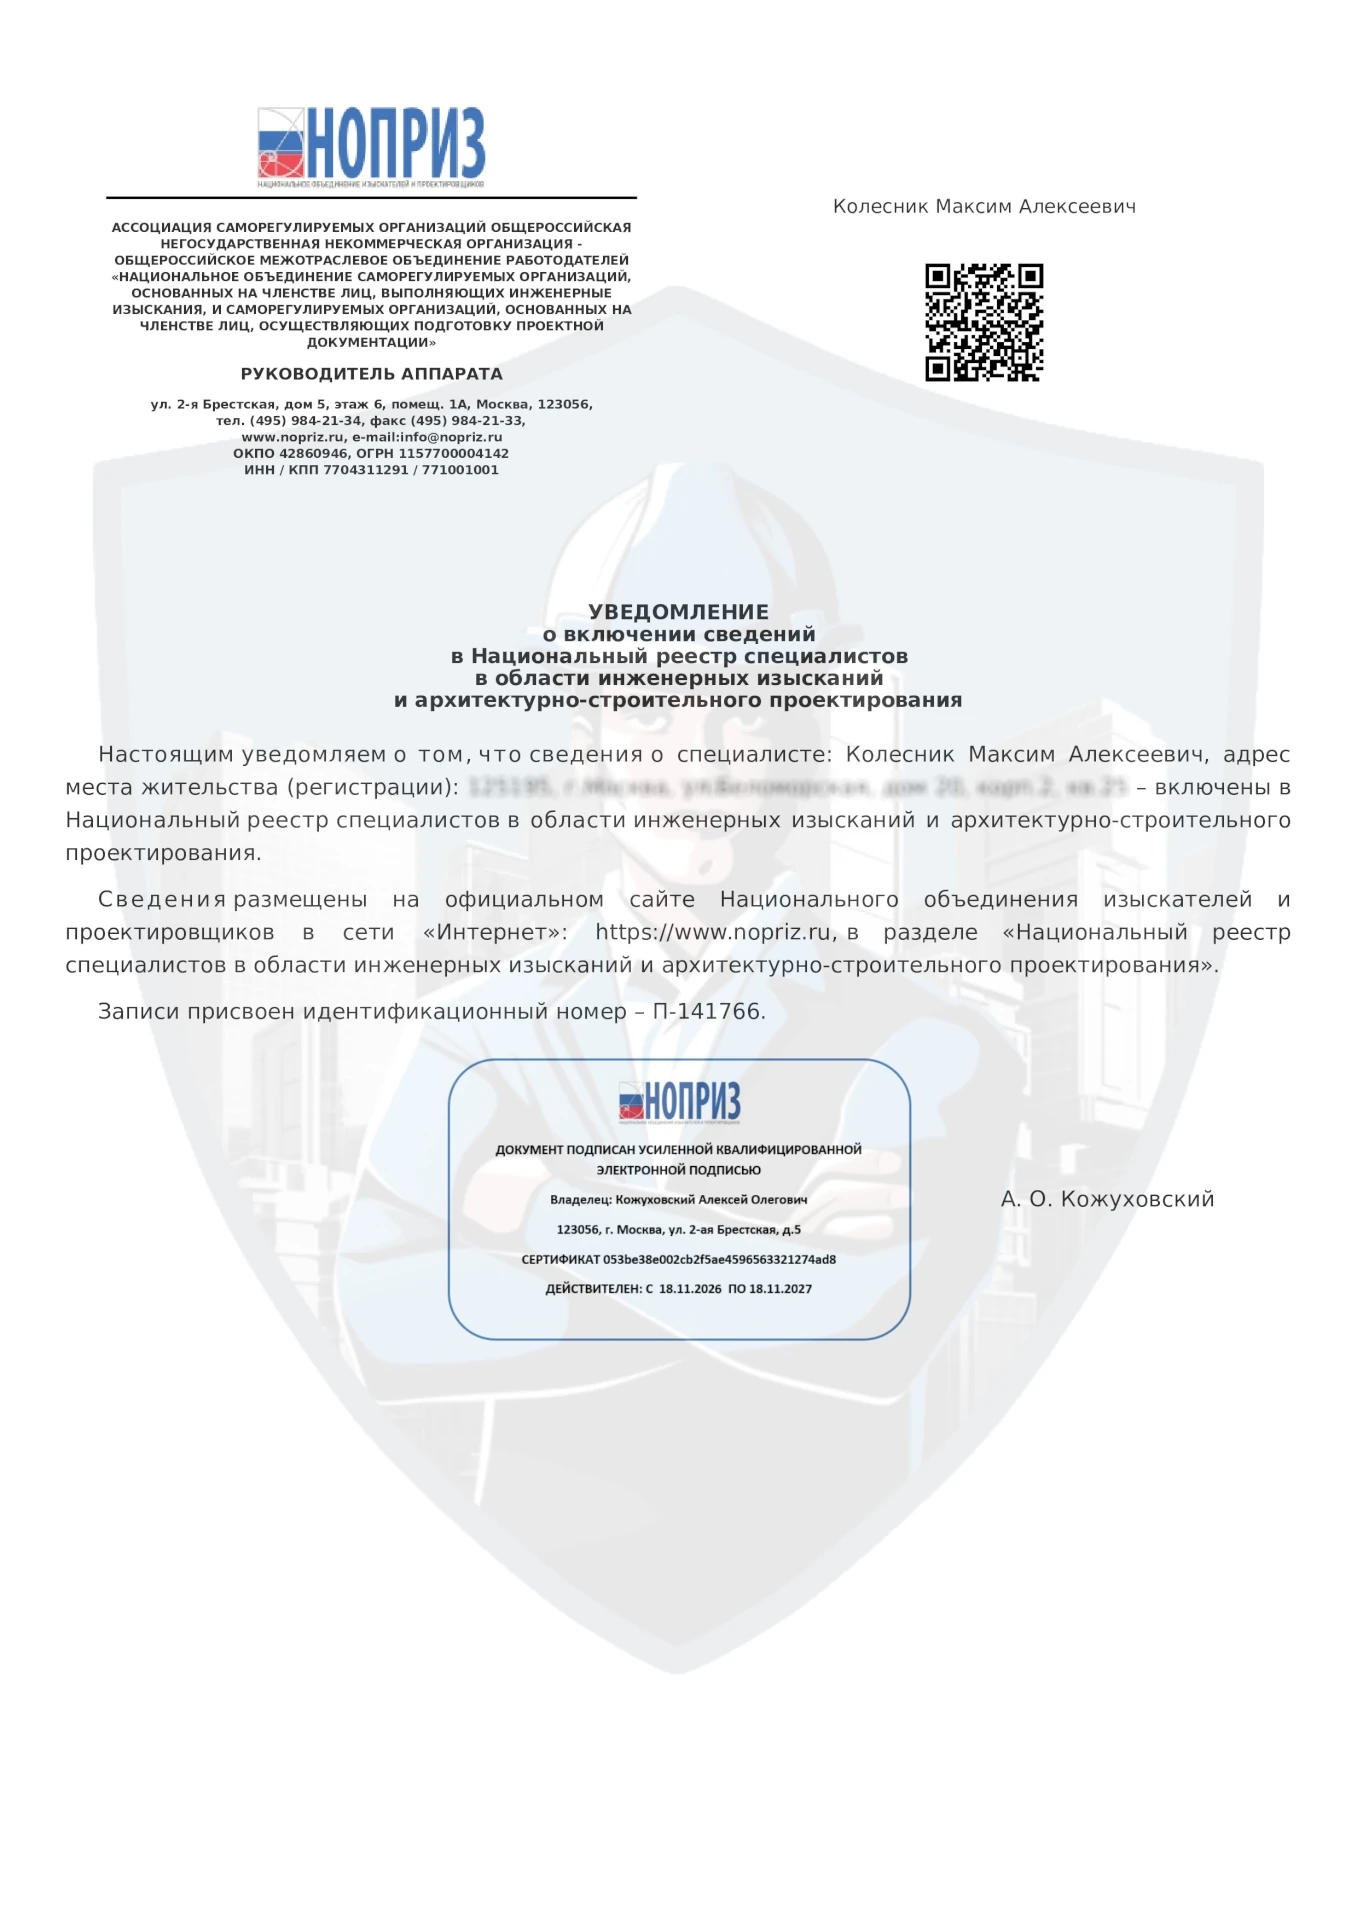 НОПРИЗ
НАЦИОНАЛЬНОЕ ОБЪЕДИНЕНИЕ ИЗЫСКАТЕЛЕЙ И ПРОЕКТИРОВЩИКОВ
АССОЦИАЦИЯ САМОРЕГУЛИРУЕМЫХ ОРГАНИЗАЦИЙ ОБЩЕРОССИЙСКАЯ
НЕГОСУДАРСТВЕННАЯ НЕКОММЕРЧЕСКАЯ ОРГАНИЗАЦИЯ -
ОБЩЕРОССИЙСКОЕ МЕЖОТРАСЛЕВОЕ ОБЪЕДИНЕНИЕ РАБОТОДАТЕЛЕЙ
«НАЦИОНАЛЬНОЕ ОБЪЕДИНЕНИЕ САМОРЕГУЛИРУЕМЫХ ОРГАНИЗАЦИЙ,
ОСНОВАННЫХ НА ЧЛЕНСТВЕ ЛИЦ, ВЫПОЛНЯЮЩИХ ИНЖЕНЕРНЫЕ
ИЗЫСКАНИЯ, И САМОРЕГУЛИРУЕМЫХ ОРГАНИЗАЦИЙ, ОСНОВАННЫХ НА
ЧЛЕНСТВЕ ЛИЦ, ОСУЩЕСТВЛЯЮЩИХ ПОДГОТОВКУ ПРОЕКТНОЙ
ДОКУМЕНТАЦИИ»
РУКОВОДИТЕЛЬ АППАРАТА
ул. 2-я Брестская, дом 5, этаж 6, помещ. 1А, Москва, 123056,
тел. (495) 984-21-34, факс (495) 984-21-33,
www.nopriz.ru, e-mail:info@nopriz.ru
ОКПО 42860946, ОГРН 1157700004142
ИНН / КПП 7704311291 / 771001001
Колесник Максим Алексеевич
УВЕДОМЛЕНИЕ
о включении сведений
в Национальный реестр специалистов
в области инженерных изысканий
и архитектурно-строительного проектирования
Настоящим уведомляем о том, что сведения о специалисте: Колесник Максим Алексеевич, адрес
места жительства (регистрации): – включены в
Национальный реестр специалистов в области инженерных изысканий и архитектурно-строительного
проектирования.
Сведения размещены на официальном сайте Национального объединения изыскателей и
проектировщиков в сети «Интернет»: https://www.nopriz.ru, в разделе «Национальный реестр
специалистов в области инженерных изысканий и архитектурно-строительного проектирования».
Записи присвоен идентификационный номер – П-141766.
НОПРИЗ
ДОКУМЕНТ ПОДПИСАН УСИЛЕННОЙ КВАЛИФИЦИРОВАННОЙ
ЭЛЕКТРОННОЙ ПОДПИСЬЮ
Владелец: Кожуховский Алексей Олегович
123056, г. Москва, ул. 2-ая Брестская, д.5
СЕРТИФИКАТ 053be38e002cb2f5ae4596563321274ad8
ДЕЙСТВИТЕЛЕН: С 18.11.2026 ПО 18.11.2027
А. О. Кожуховский